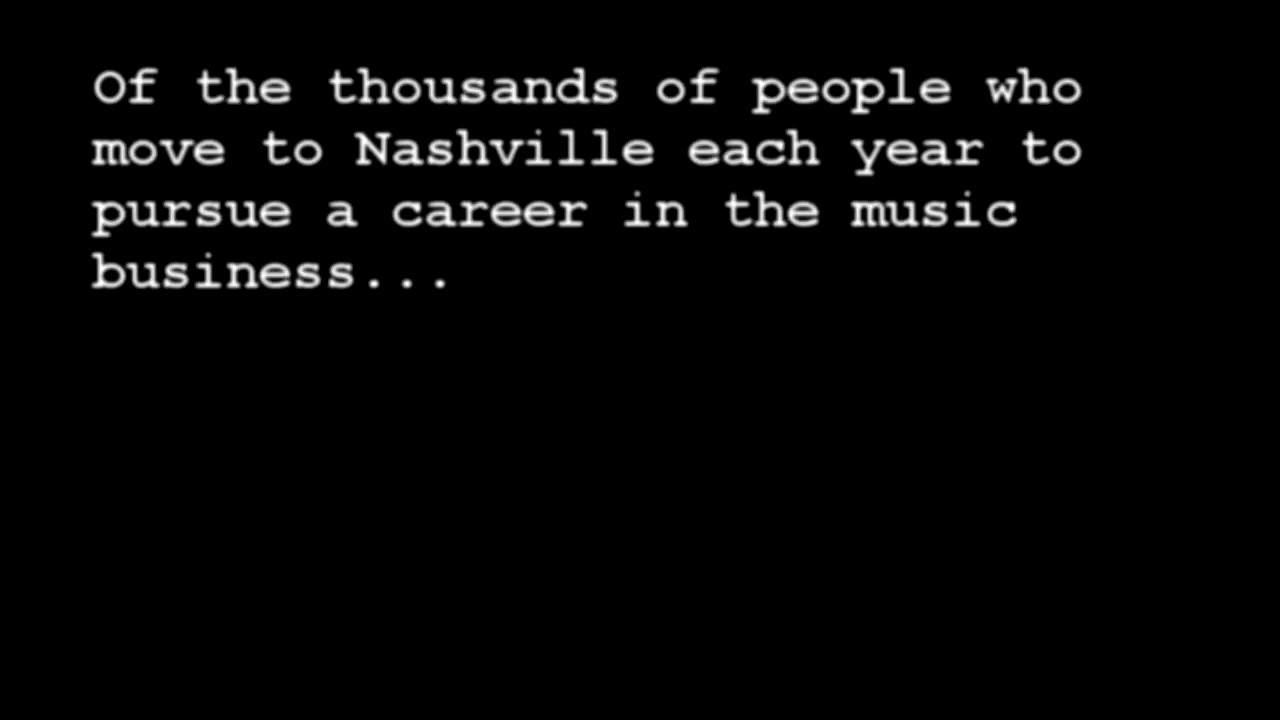 Of the thousands of people who
move to Nashville each year to
pursue a career in the music
business...